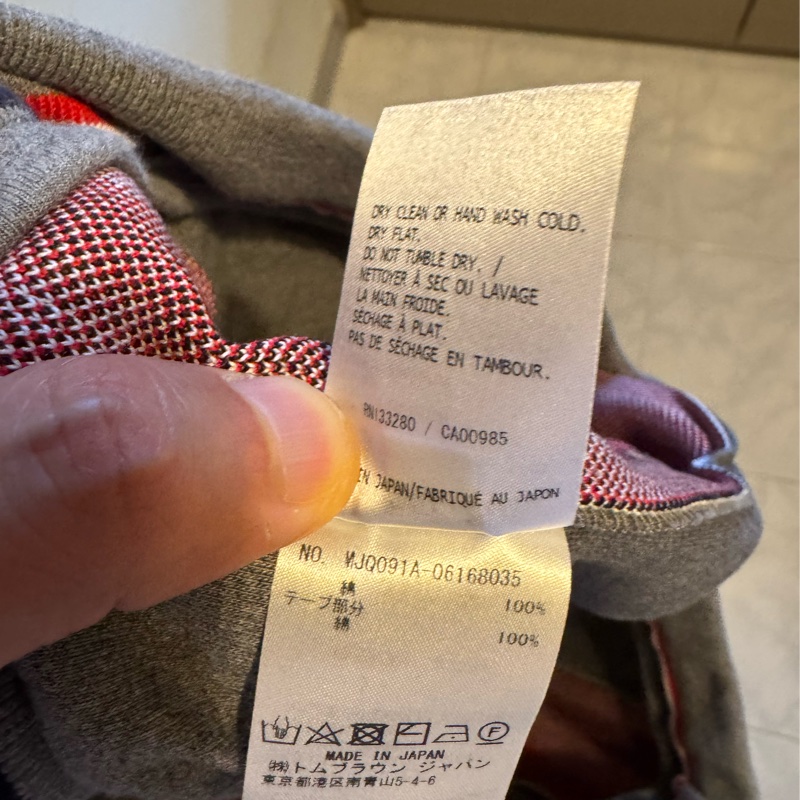 DRY CLEAN OR HAND WASH COLD.
DRY FLAT.
DO NOT TUMBLE DRY. /
NETTOYER À SEC OU LAVAGE
LA MAIN FROIDE.
SÉCHAGE À PLAT.
PAS DE SÉCHAGE EN TAMBOUR.
RN133280 / CA00985
IN JAPAN/FABRIQUÉ AU JAPON
NO. MJQ091A-06168035
綿 100%
テープ部分
綿 100%
MADE IN JAPAN
㈱トムブラウン ジャパン
東京都港区南青山5-4-6